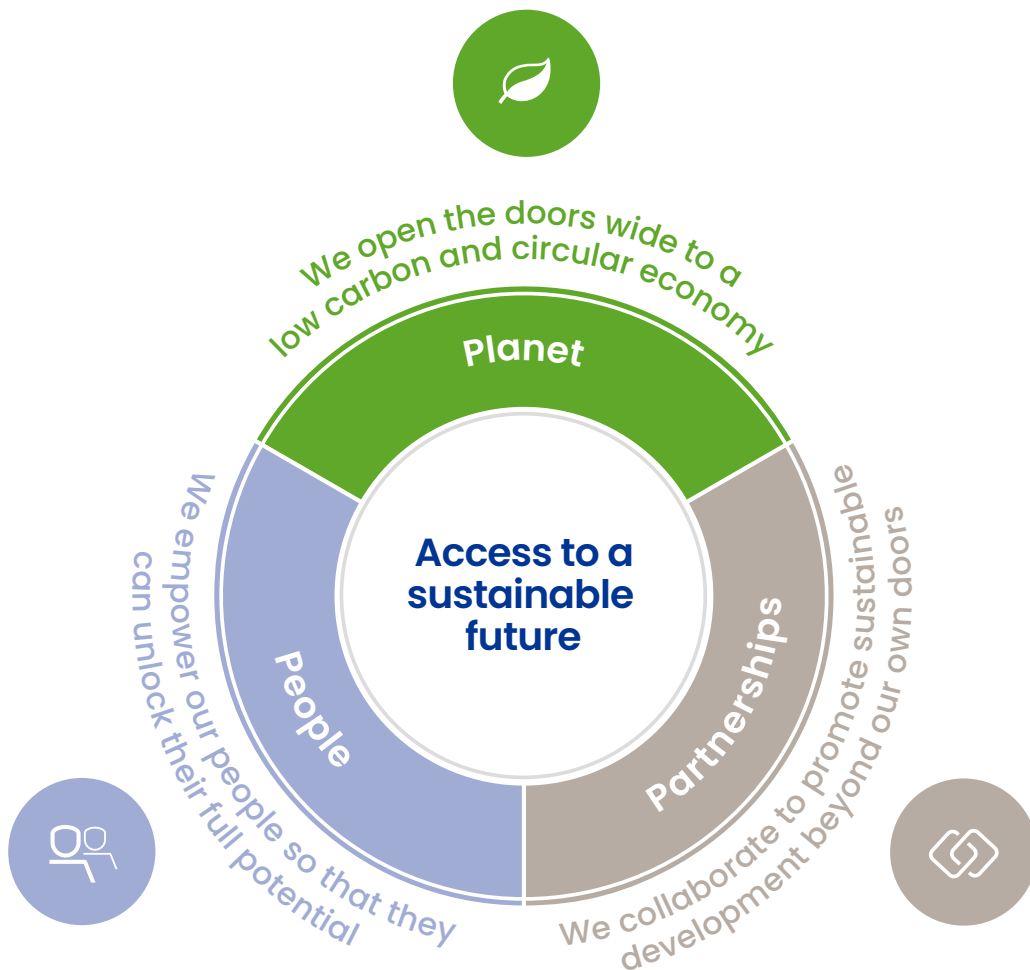 We open the doors wide to a
low carbon and circular economy
Planet
Access to a
sustainable
future
People
We empower our people so that they
can unlock their full potential
Partnerships
We collaborate to promote sustainable
development beyond our own doors